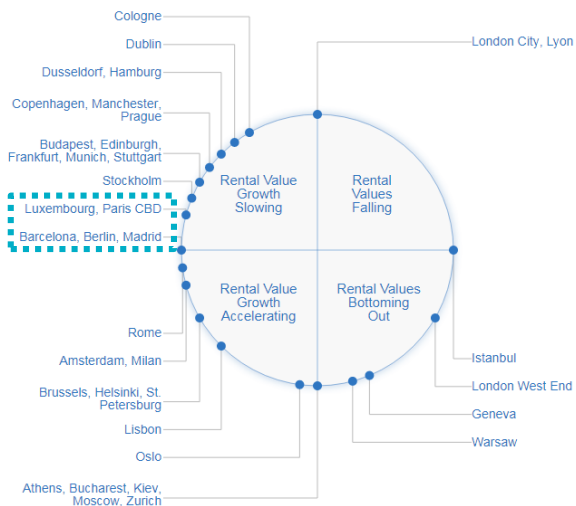 Cologne
Dublin
Dusseldorf, Hamburg
Copenhagen, Manchester,
Prague
Budapest, Edinburgh,
Frankfurt, Munich, Stuttgart
Stockholm
Luxembourg, Paris CBD
Barcelona, Berlin, Madrid
Rome
Amsterdam, Milan
Brussels, Helsinki, St.
Petersburg
Lisbon
Oslo
Athens, Bucharest, Kiev,
Moscow, Zurich
Rental Value
Growth
Slowing
Rental
Values
Falling
Rental Value
Growth
Accelerating
Rental Values
Bottoming
Out
London City, Lyon
Istanbul
London West End
Geneva
Warsaw